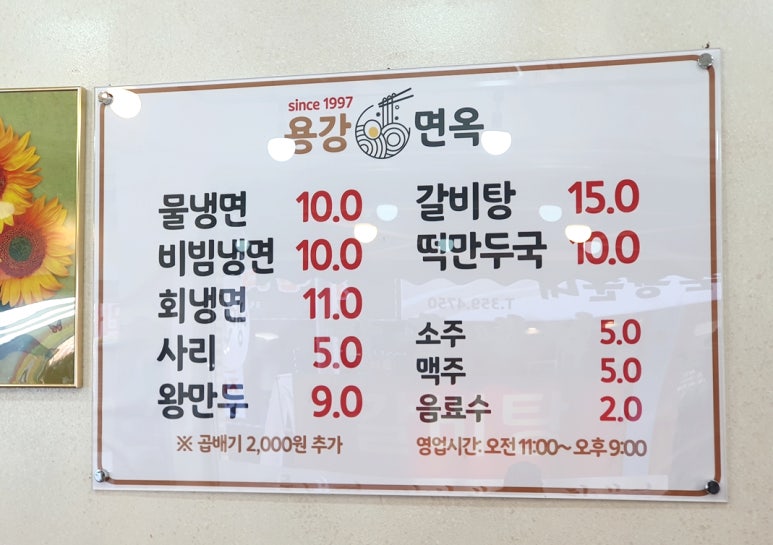 since 1997
용강 면옥
물냉면 10.0
비빔냉면 10.0
회냉면 11.0
사리 5.0
왕만두 9.0
※ 곱배기 2,000원 추가
갈비탕 15.0
떡만두국 10.0
T.359.4750
소주 5.0
맥주 5.0
음료수 2.0
영업시간: 오전 11:00~오후 9:00